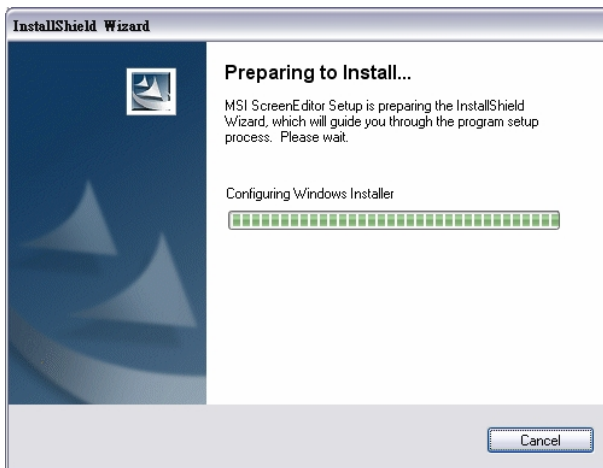 InstallShield Wizard
Preparing to Install...
MSI ScreenEditor Setup is preparing the InstallShield
Wizard, which will guide you through the program setup
process.  Please wait.
Configuring Windows Installer
Cancel